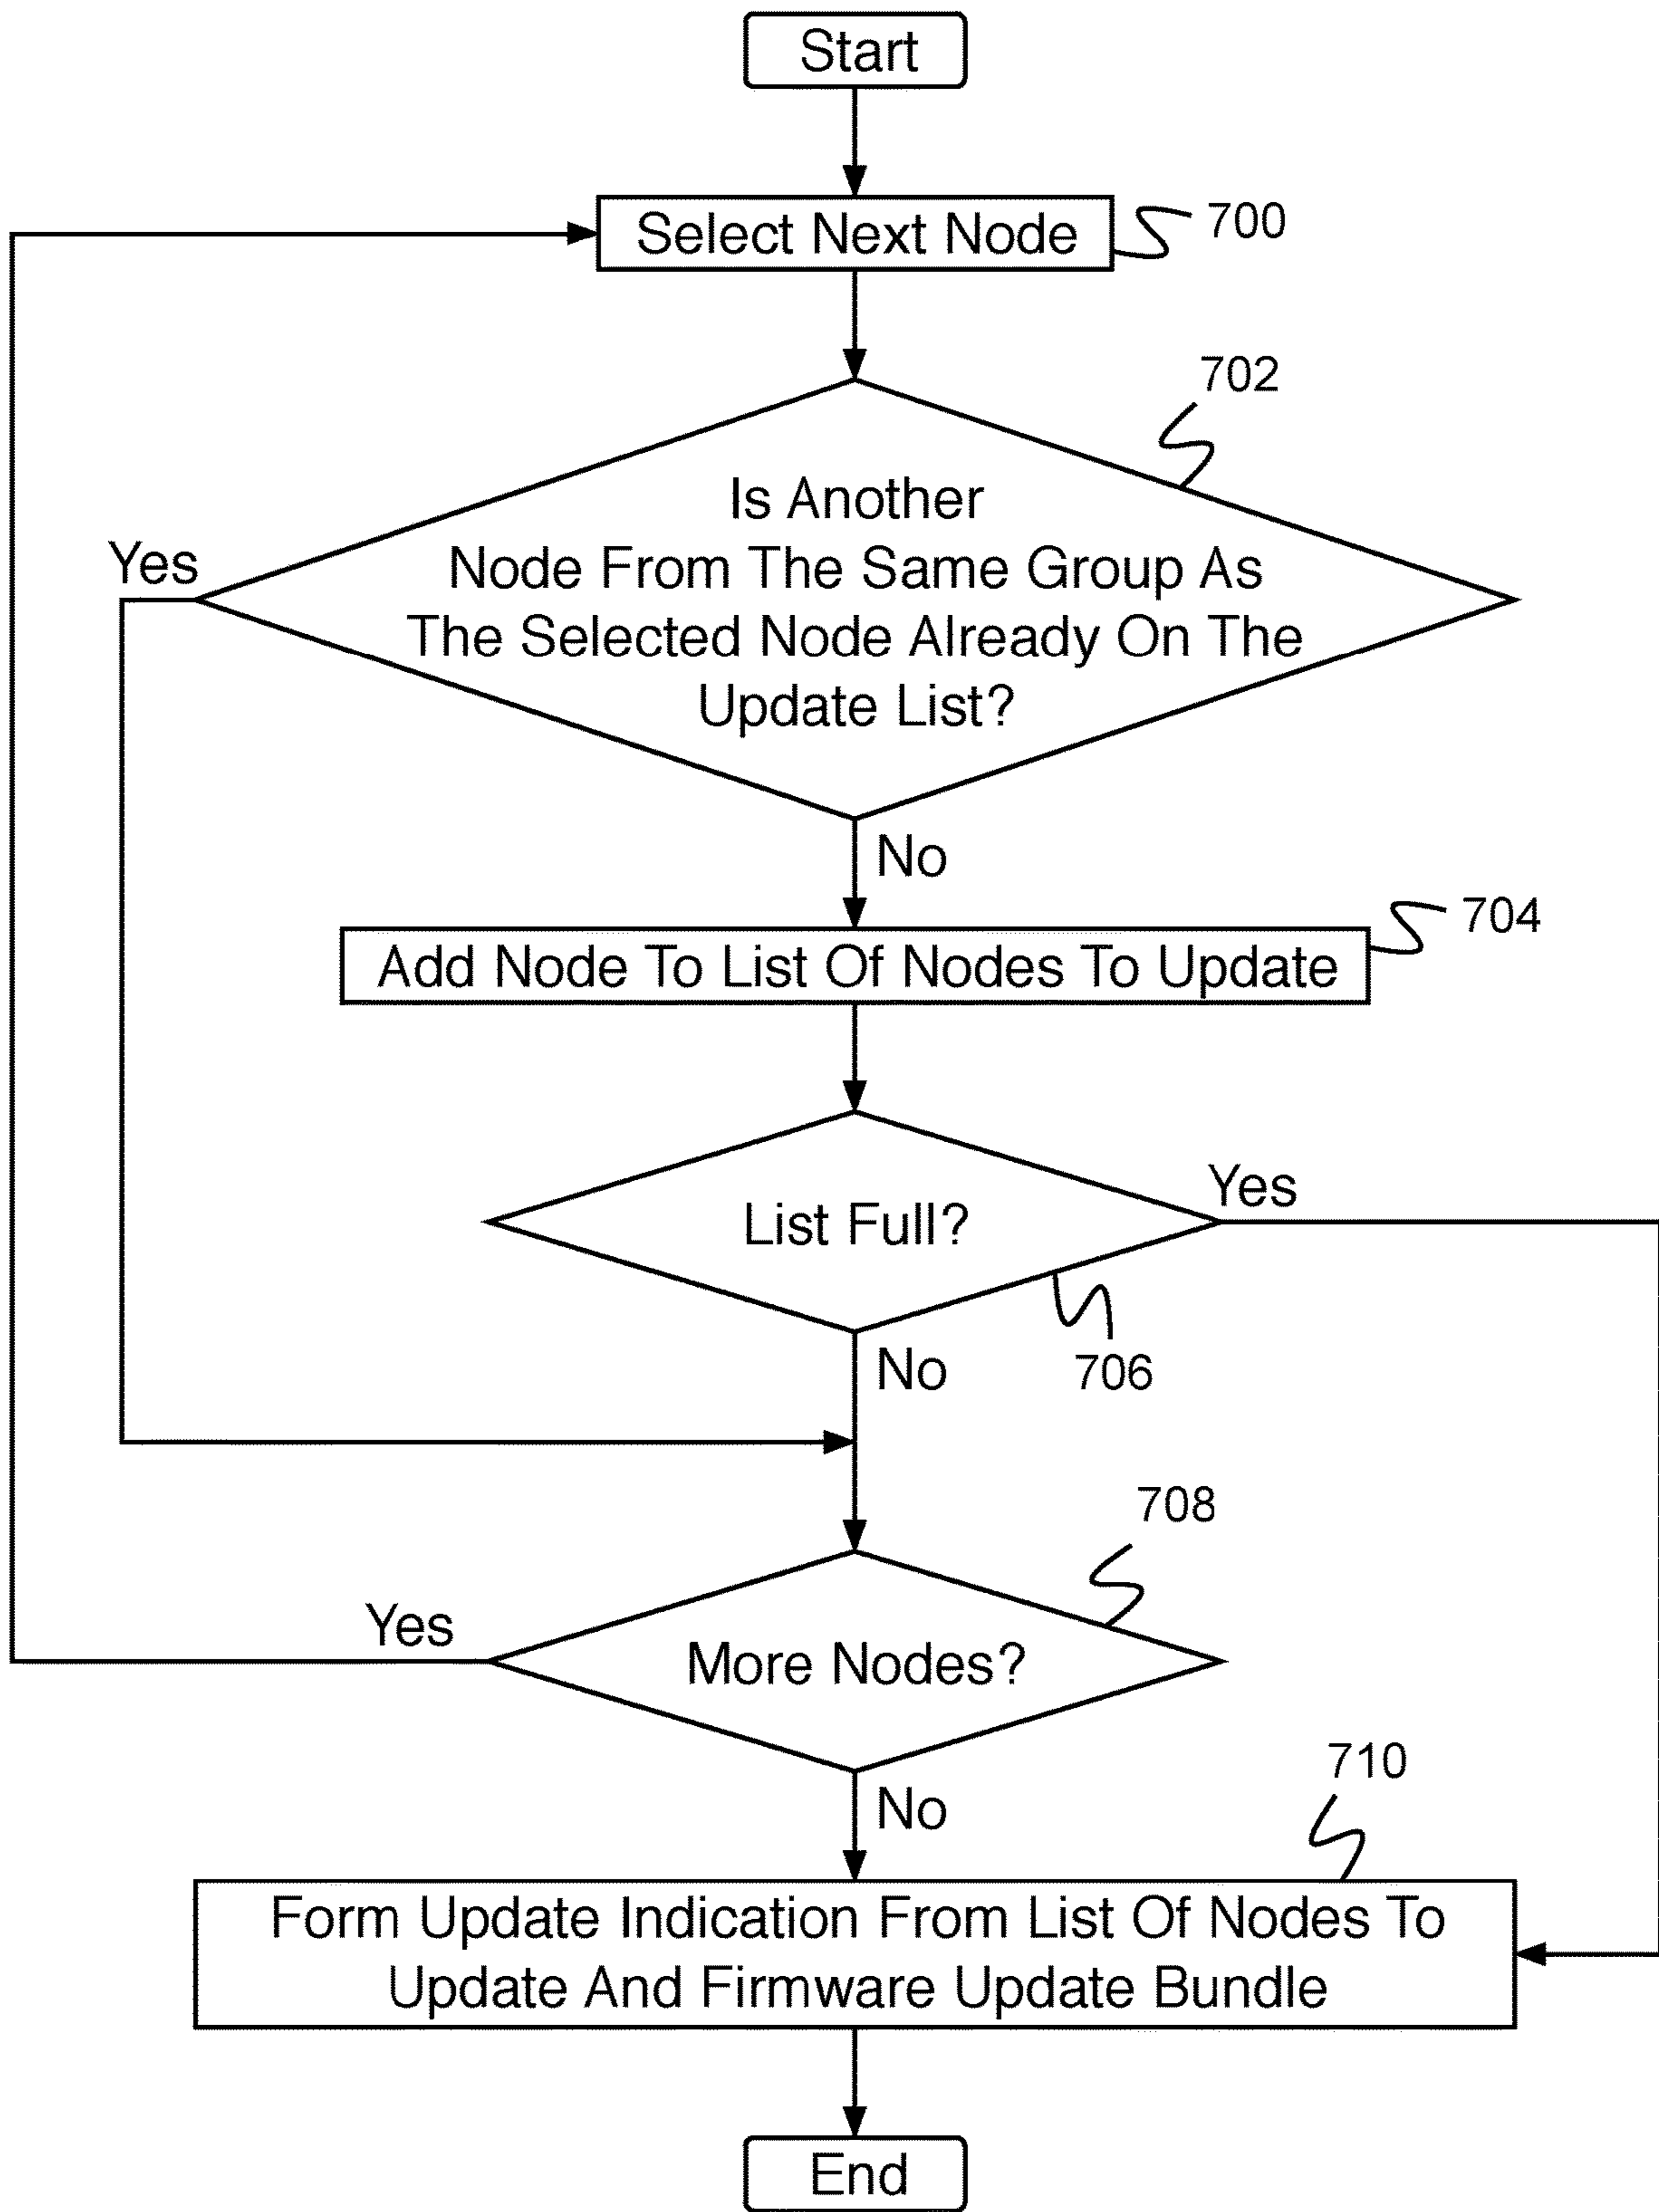 Start
Select Next Node
700
702
Is Another
Node From The Same Group As
The Selected Node Already On The
Update List?
Yes
No
Add Node To List Of Nodes To Update
704
List Full?
Yes
No
706
708
More Nodes?
Yes
No
710
Form Update Indication From List Of Nodes To
Update And Firmware Update Bundle
End